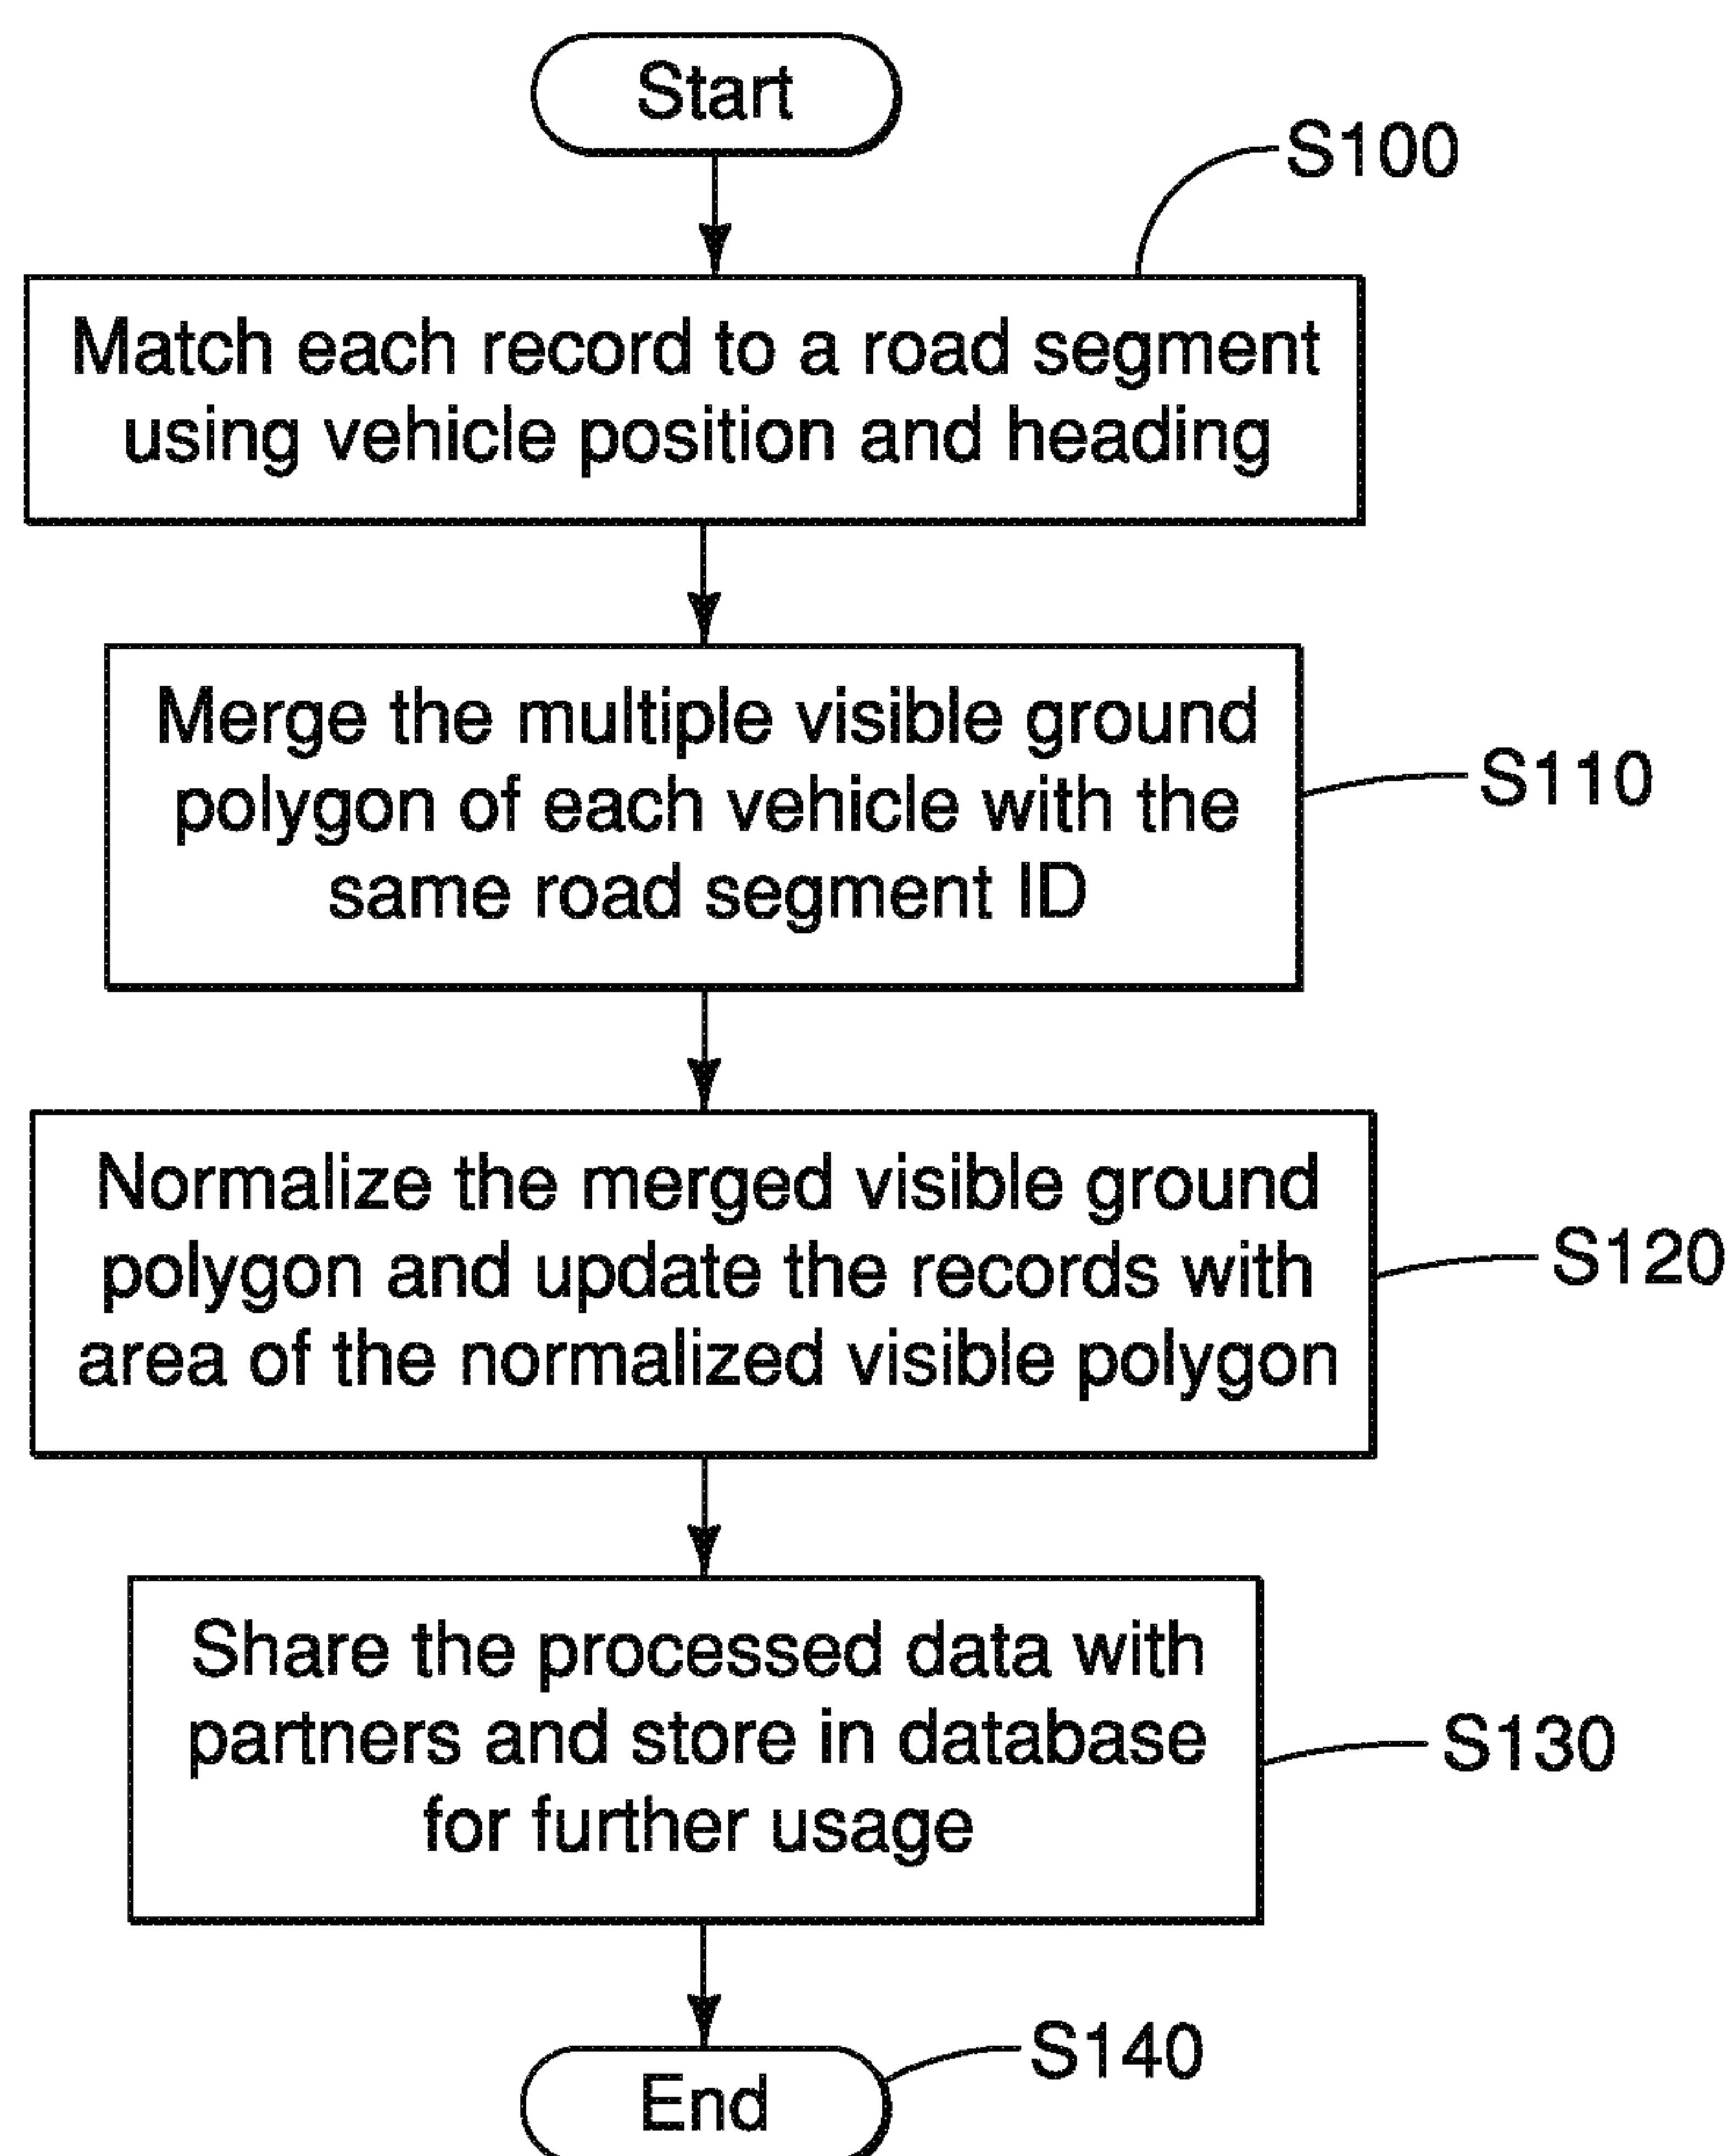 Start
S100
Match each record to a road segment
using vehicle position and heading
Merge the multiple visible ground
polygon of each vehicle with the
same road segment ID
S110
Normalize the merged visible ground
polygon and update the records with
area of the normalized visible polygon
S120
Share the processed data with
partners and store in database
for further usage
S130
End
S140